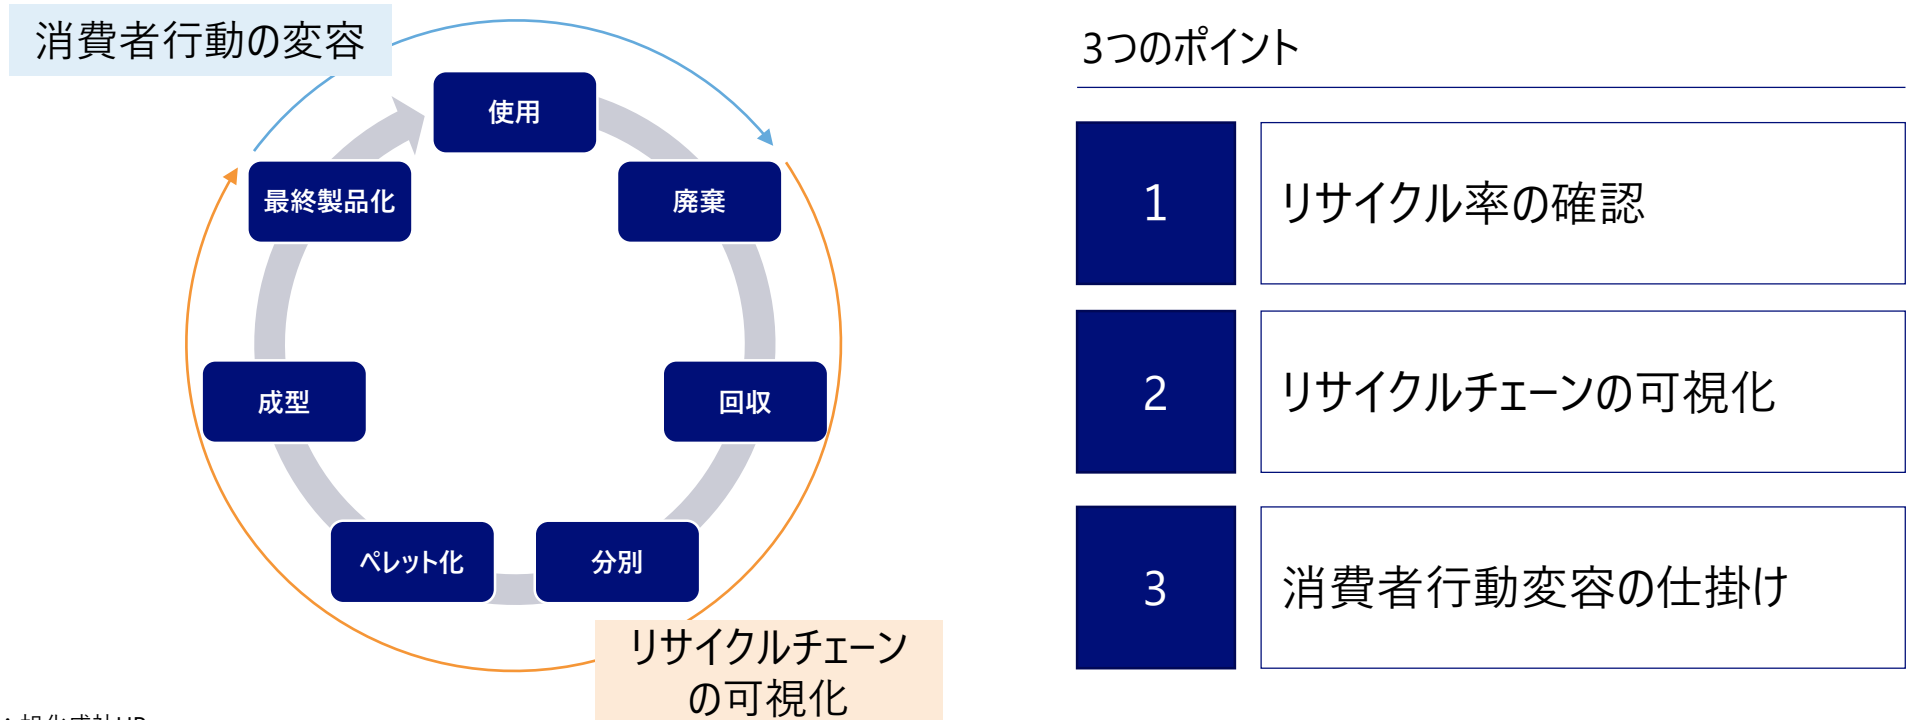 消費者行動の変容
使用
最終製品化
廃棄
成型
回収
ペレット化
分別
リサイクルチェーン
の可視化
3つのポイント
1
リサイクル率の確認
2
リサイクルチェーンの可視化
3
消費者行動変容の仕掛け